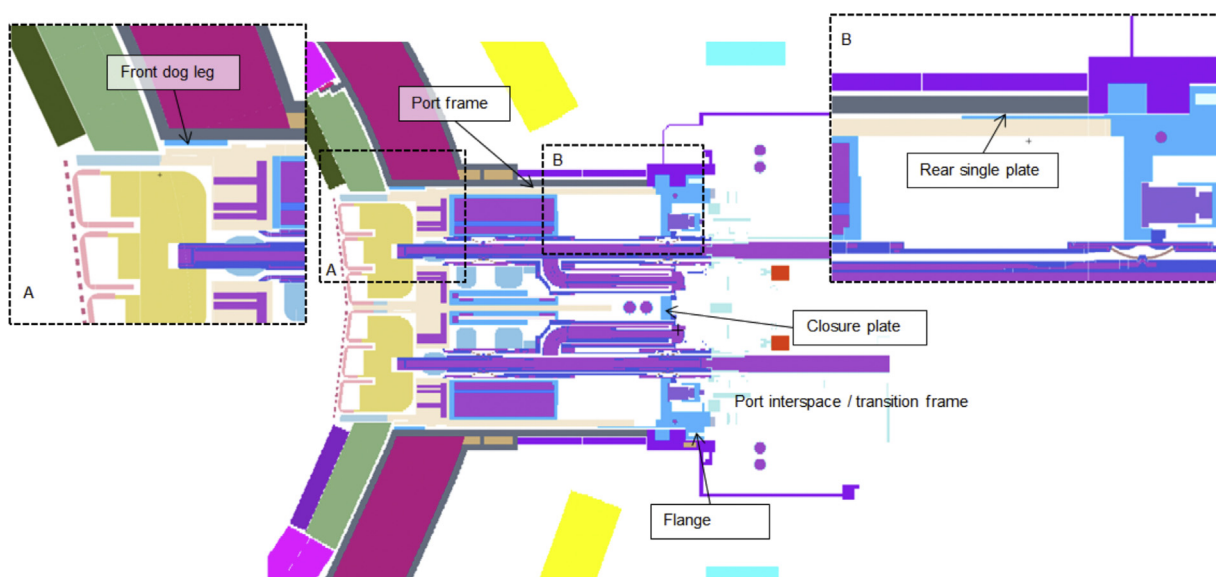 B
Front dog leg
Port frame
B
Rear single plate
A
A
Closure plate
Port interspace / transition frame
Flange